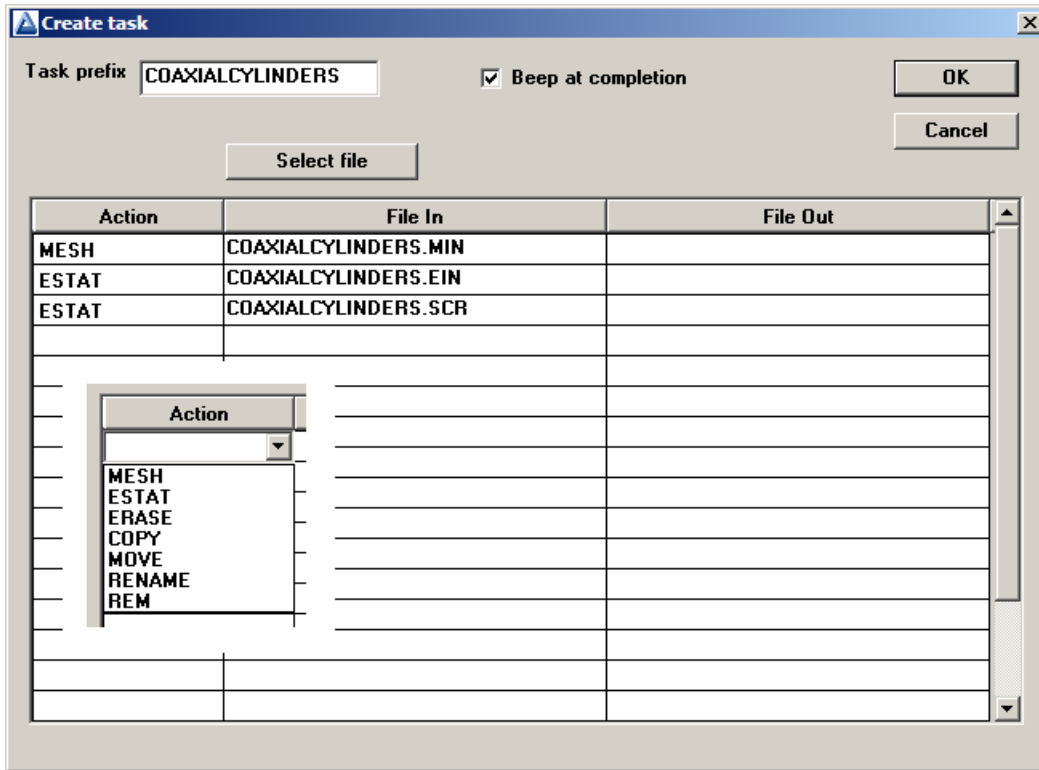 Create task
Task prefix COAXIALCYLINDERS Beep at completion OK
Cancel
Select file
Action File In File Out
MESH COAXIALCYLINDERS.MIN
ESTAT COAXIALCYLINDERS.EIN
ESTAT COAXIALCYLINDERS.SCR
Action
MESH
ESTAT
ERASE
COPY
MOVE
RENAME
REM